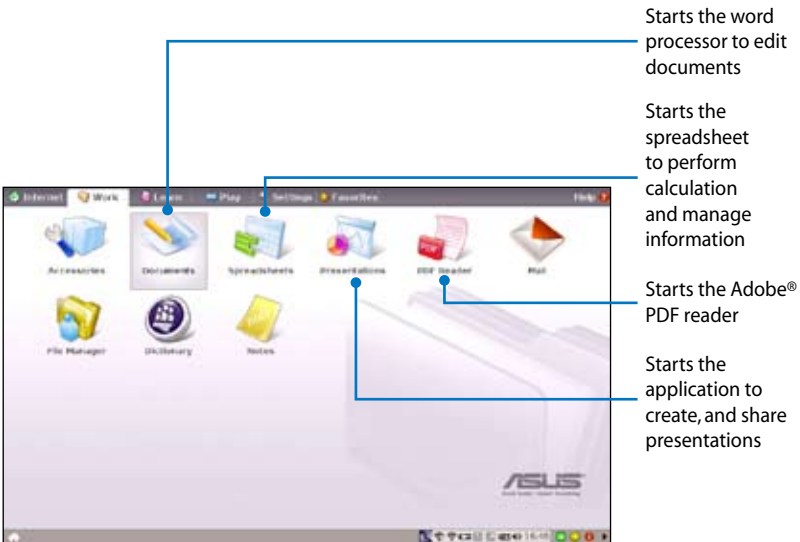 Starts the word
processor to edit
documents
Starts the
spreadsheet
to perform
calculation
and manage
information
Starts the Adobe®
PDF reader
Starts the
application to
create, and share
presentations
Internet Work Learn Play Settings Favorites Help
Accessories Documents Spreadsheets Presentations PDF Reader Mail
File Manager Dictionary Notes
PDF
ASUS